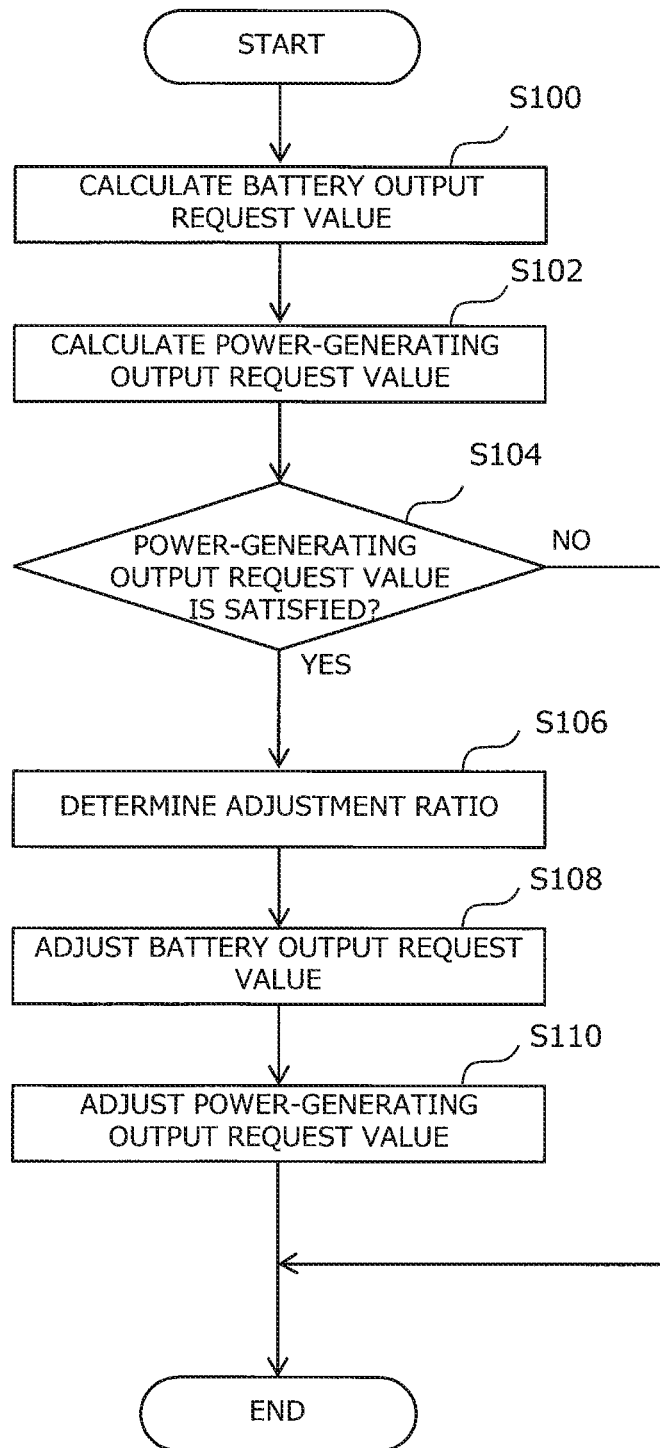 START
S100
CALCULATE BATTERY OUTPUT
REQUEST VALUE
S102
CALCULATE POWER-GENERATING
OUTPUT REQUEST VALUE
S104
POWER-GENERATING
OUTPUT REQUEST VALUE
IS SATISFIED?
NO
YES
S106
DETERMINE ADJUSTMENT RATIO
S108
ADJUST BATTERY OUTPUT REQUEST
VALUE
S110
ADJUST POWER-GENERATING
OUTPUT REQUEST VALUE
END